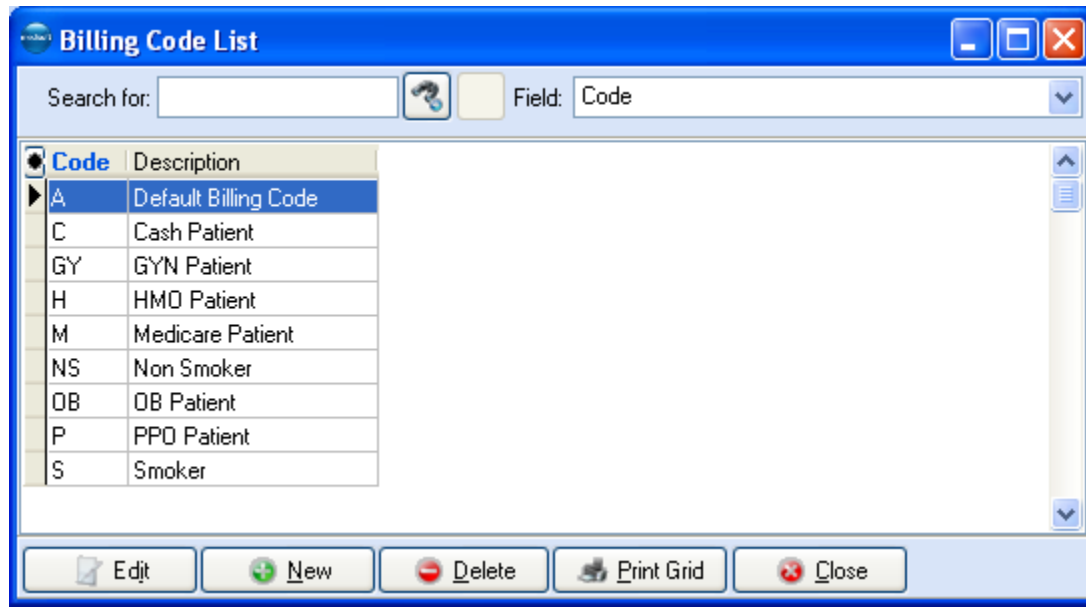 Billing Code List
Search for: Field: Code
Code Description
A Default Billing Code
C Cash Patient
GY GYN Patient
H HMO Patient
M Medicare Patient
NS Non Smoker
OB OB Patient
P PPO Patient
S Smoker
Edit New Delete Print Grid Close